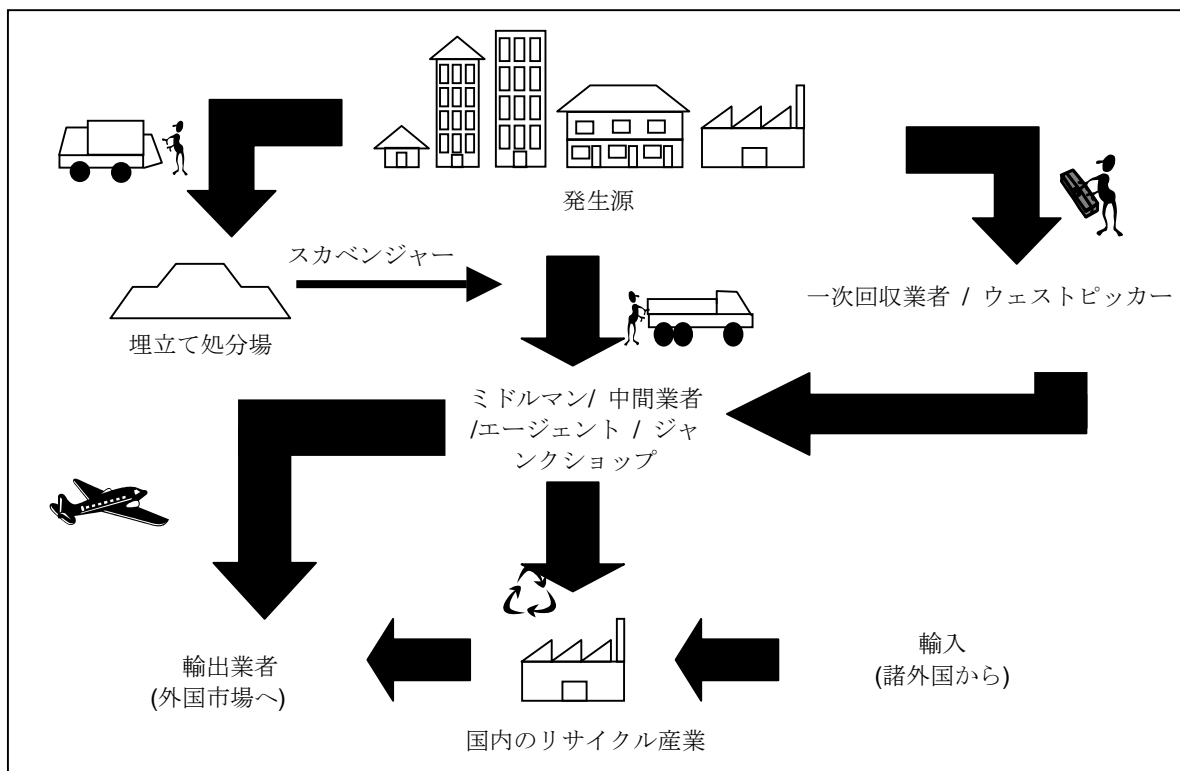 発生源
スカベンジャー
一次回収業者 / ウェストピッカー
埋立て処分場
ミドルマン/ 中間業者
/エージェント / ジャ
ンクショップ
輸出業者
(外国市場へ)
輸入
(諸外国から)
国内のリサイクル産業